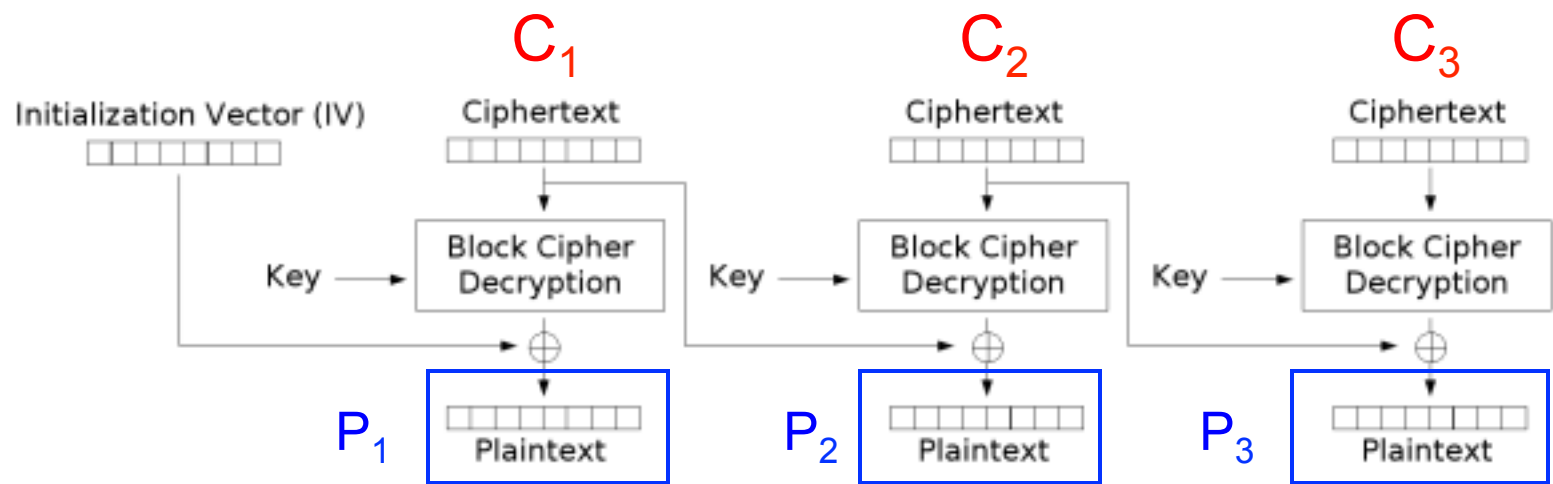 C1
C2
C3
Initialization Vector (IV)
Ciphertext
Ciphertext
Ciphertext
Key
Block Cipher
Decryption
Key
Block Cipher
Decryption
Key
Block Cipher
Decryption
P1
Plaintext
P2
Plaintext
P3
Plaintext